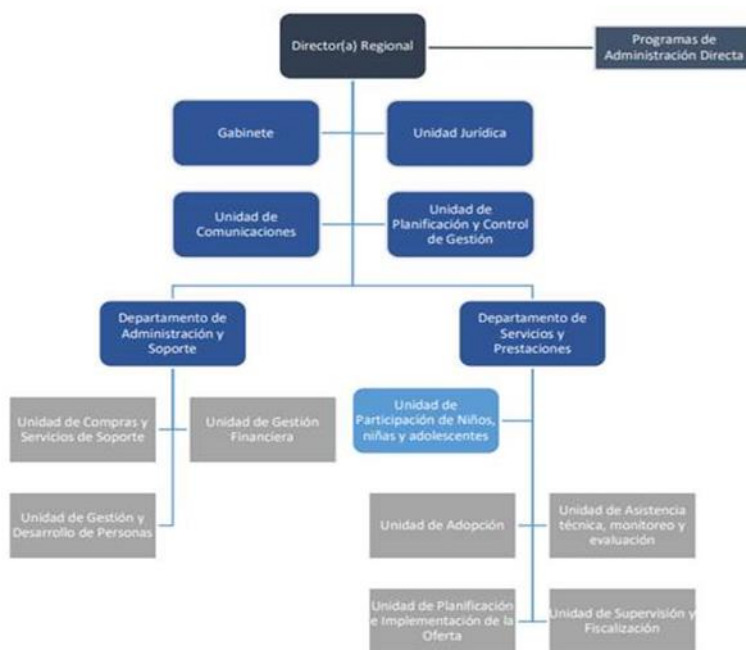 Director(a) Regional
Programas de
Administración Directa
Gabinete
Unidad Jurídica
Unidad de
Comunicaciones
Unidad de
Planificación y Control
de Gestión
Departamento de
Administración y
Soporte
Departamento de
Servicios y
Prestaciones
Unidad de Compras y
Servicios de Soporte
Unidad de Gestión
Financiera
Unidad de
Participación de Niños,
niñas y adolescentes
Unidad de Gestión y
Desarrollo de Personas
Unidad de Adopción
Unidad de Asistencia
técnica, monitoreo y
evaluación
Unidad de Planificación
e Implementación de la
Oferta
Unidad de Supervisión y
Fiscalización